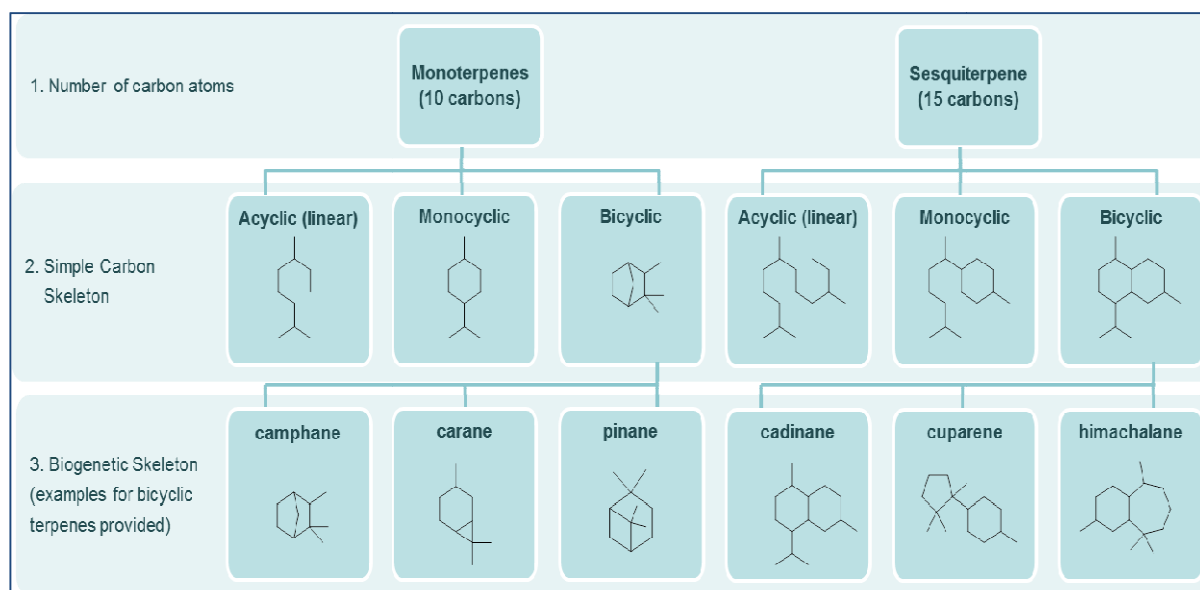 1. Number of carbon atoms
Monoterpenes
(10 carbons)
Sesquiterpene
(15 carbons)
2. Simple Carbon
Skeleton
Acyclic (linear)
Monocyclic
Bicyclic
Acyclic (linear)
Monocyclic
Bicyclic
3. Biogenetic Skeleton
(examples for bicyclic
terpenes provided)
camphane
carane
pinane
cadinane
cuparene
himachalane